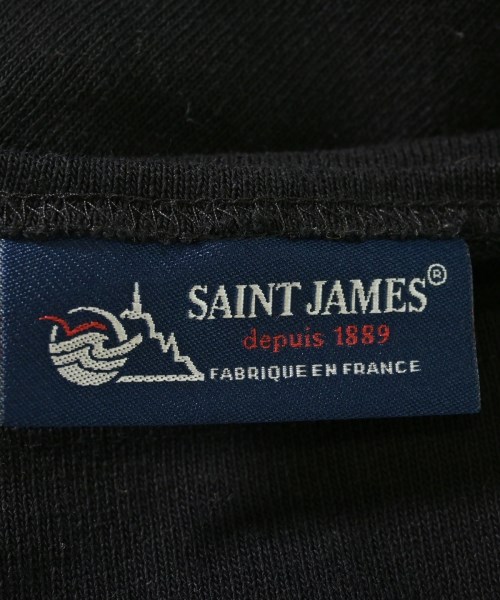 SAINT JAMES®
depuis 1889
FABRIQUE EN FRANCE